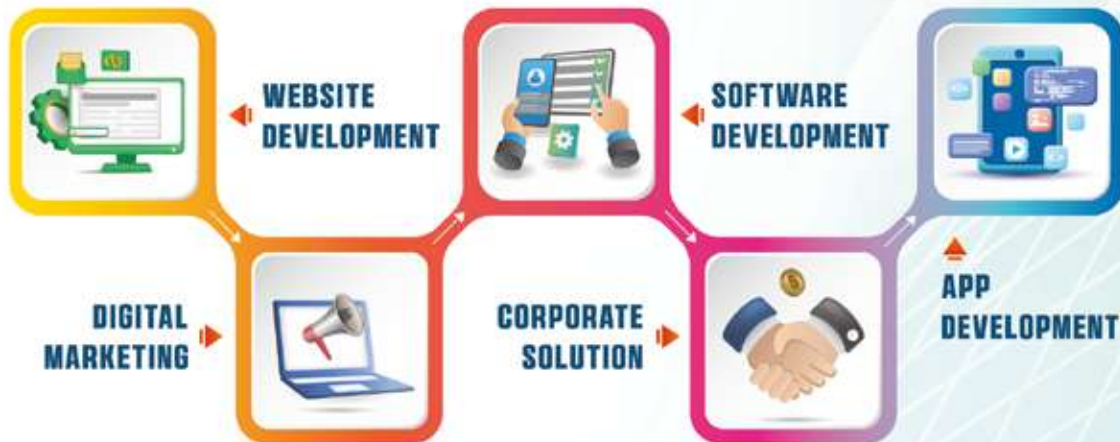 WEBSITE
DEVELOPMENT
SOFTWARE
DEVELOPMENT
DIGITAL
MARKETING
CORPORATE
SOLUTION
APP
DEVELOPMENT